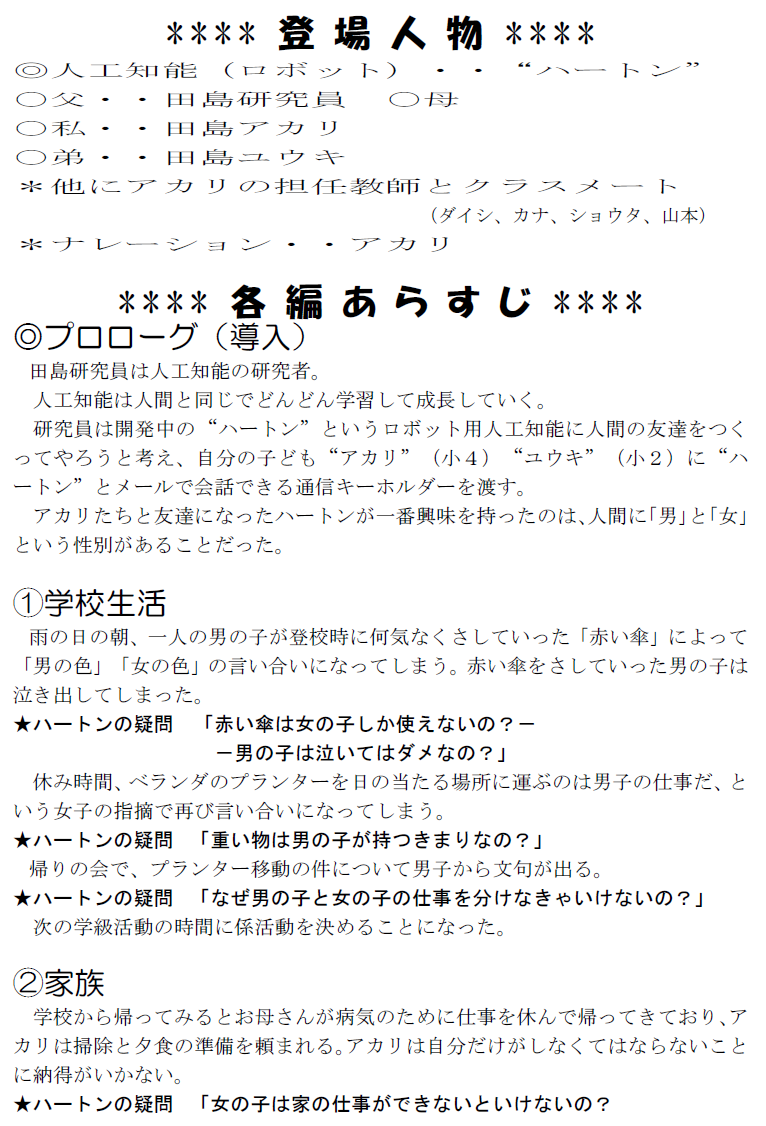 **** 登場人物 ****
◎人工知能（ロボット）・・“ハートン”
○父・・田島研究員　○母
○私・・田島アカリ
○弟・・田島ユウキ
＊他にアカリの担任教師とクラスメート
（ダイシ、カナ、ショウタ、山本）
＊ナレーション・・アカリ
**** 各編あらすじ ****
◎プロローグ（導入）
田島研究員は人工知能の研究者。
人工知能は人間と同じでどんどん学習して成長していく。
研究員は開発中の“ハートン”というロボット用人工知能に人間の友達をつく
ってやろうと考え、自分の子ども“アカリ”（小４）“ユウキ”（小２）に“ハ
ートン”とメールで会話できる通信キーホルダーを渡す。
アカリたちと友達になったハートンが一番興味を持ったのは、人間に「男」と「女」
という性別があることだった。
①学校生活
雨の日の朝、一人の男の子が登校時に何気なくさしていった「赤い傘」によって
「男の色」「女の色」の言い合いになってしまう。赤い傘をさしていった男の子は
泣き出してしまった。
★ハートンの疑問　「赤い傘は女の子しか使えないの？－
－男の子は泣いてはダメなの？」
休み時間、ベランダのプランターを日の当たる場所に運ぶのは男子の仕事だ、と
いう女子の指摘で再び言い合いになってしまう。
★ハートンの疑問　「重い物は男の子が持つきまりなの？」
帰りの会で、プランター移動の件について男子から文句が出る。
★ハートンの疑問　「なぜ男の子と女の子の仕事を分けなきゃいけないの？」
次の学級活動の時間に係活動を決めることになった。
②家族
学校から帰ってみるとお母さんが病気のために仕事を休んで帰ってきており、ア
カリは掃除と夕食の準備を頼まれる。アカリは自分だけがしなくてはならないこと
に納得がいかない。
★ハートンの疑問　「女の子は家の仕事ができないといけないの？